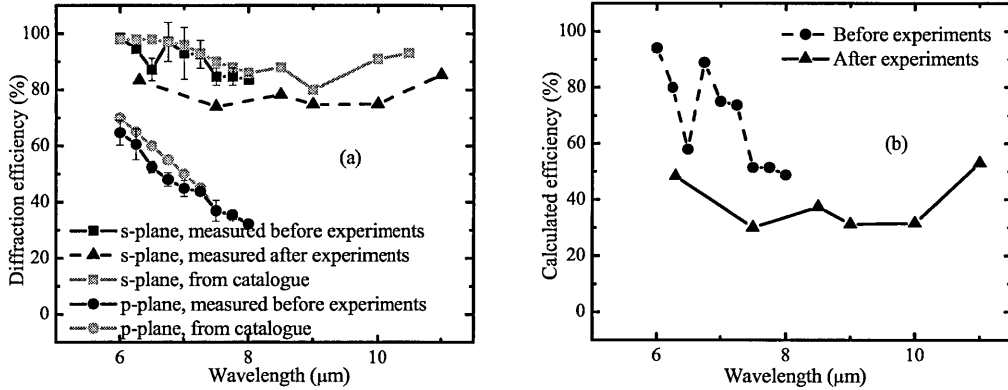 Diffraction efficiency (%)
100
80
60
40
20
0
(a)
s-plane, measured before experiments
s-plane, measured after experiments
s-plane, from catalogue
p-plane, measured before experiments
p-plane, from catalogue
6
8
10
Wavelength (μm)
Calculated efficiency (%)
100
80
60
40
20
0
Before experiments
After experiments
(b)
6
8
10
Wavelength (μm)